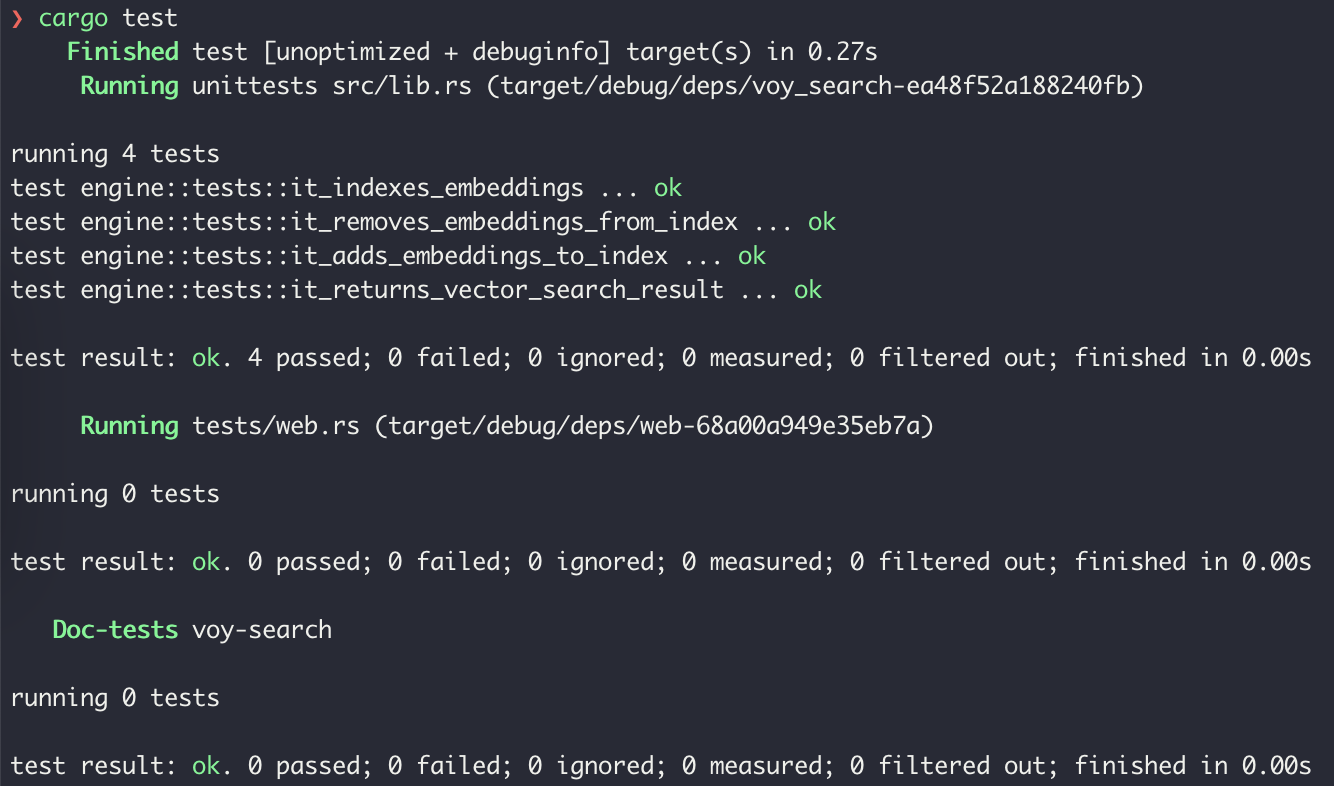 ❯ cargo test
Finished test [unoptimized + debuginfo] target(s) in 0.27s
Running unittests src/lib.rs (target/debug/deps/voy_search-ea48f52a188240fb)
running 4 tests
test engine::tests::it_indexes_embeddings ... ok
test engine::tests::it_removes_embeddings_from_index ... ok
test engine::tests::it_adds_embeddings_to_index ... ok
test engine::tests::it_returns_vector_search_result ... ok
test result: ok. 4 passed; 0 failed; 0 ignored; 0 measured; 0 filtered out; finished in 0.00s
Running tests/web.rs (target/debug/deps/web-68a00a949e35eb7a)
running 0 tests
test result: ok. 0 passed; 0 failed; 0 ignored; 0 measured; 0 filtered out; finished in 0.00s
Doc-tests voy-search
running 0 tests
test result: ok. 0 passed; 0 failed; 0 ignored; 0 measured; 0 filtered out; finished in 0.00s